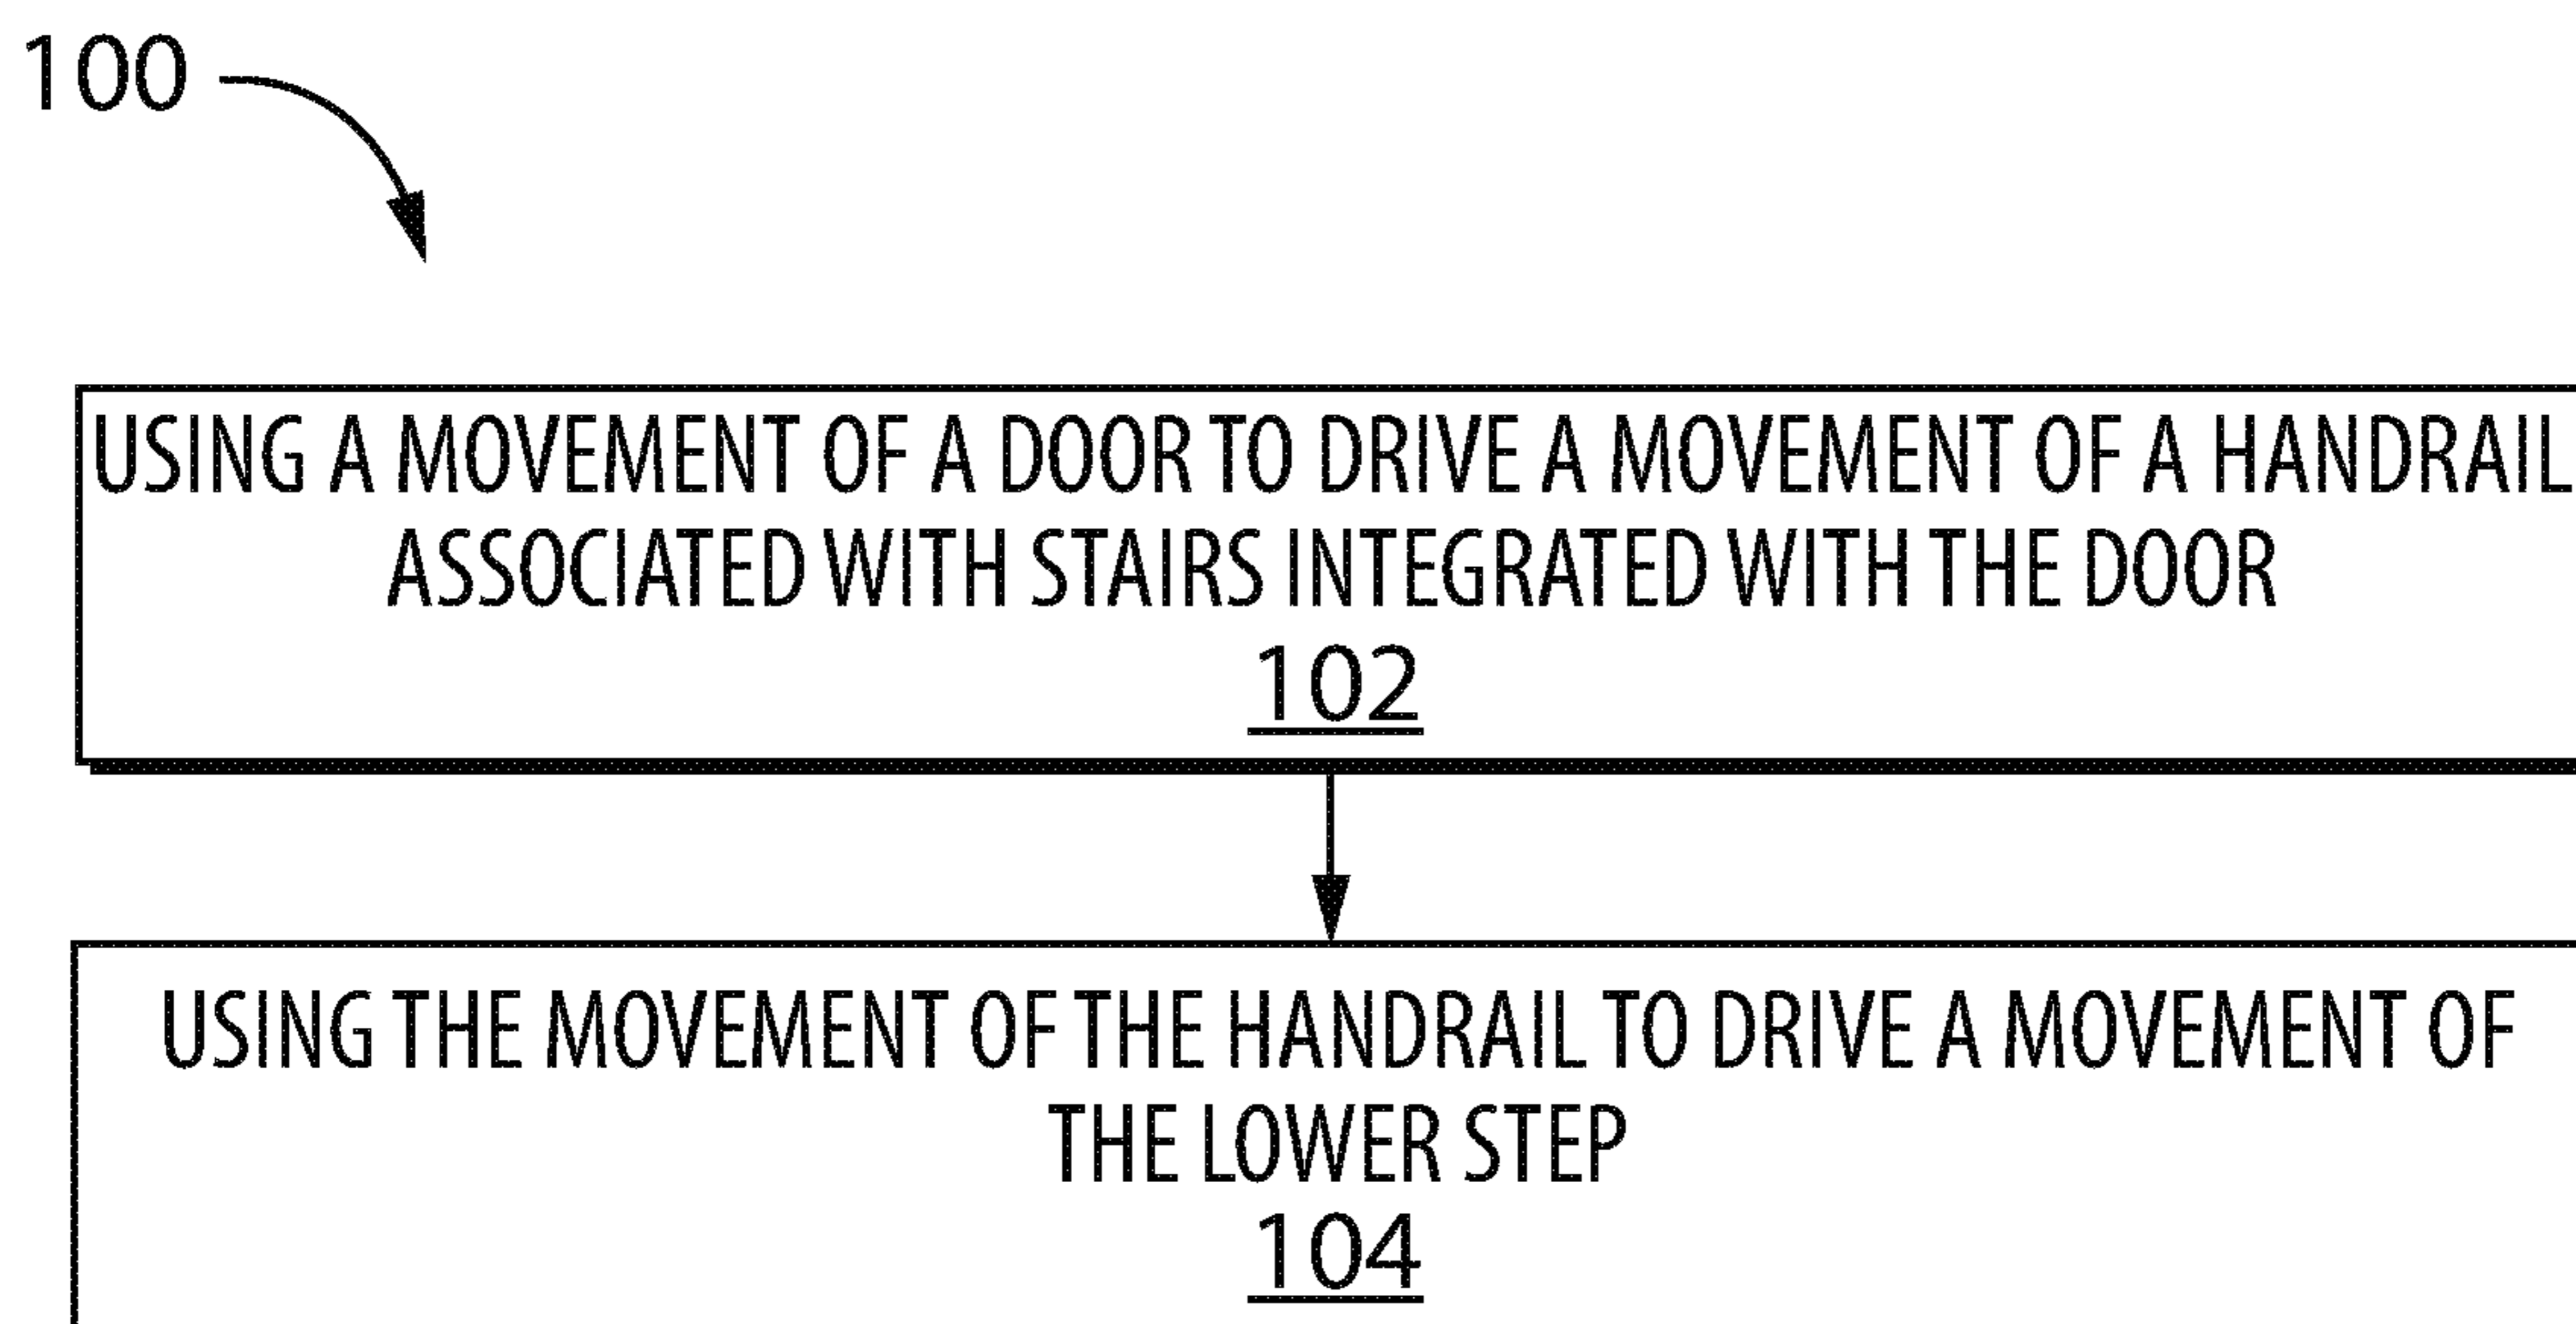 100
USING A MOVEMENT OF A DOOR TO DRIVE A MOVEMENT OF A HANDRAIL
ASSOCIATED WITH STAIRS INTEGRATED WITH THE DOOR
102
USING THE MOVEMENT OF THE HANDRAIL TO DRIVE A MOVEMENT OF
THE LOWER STEP
104